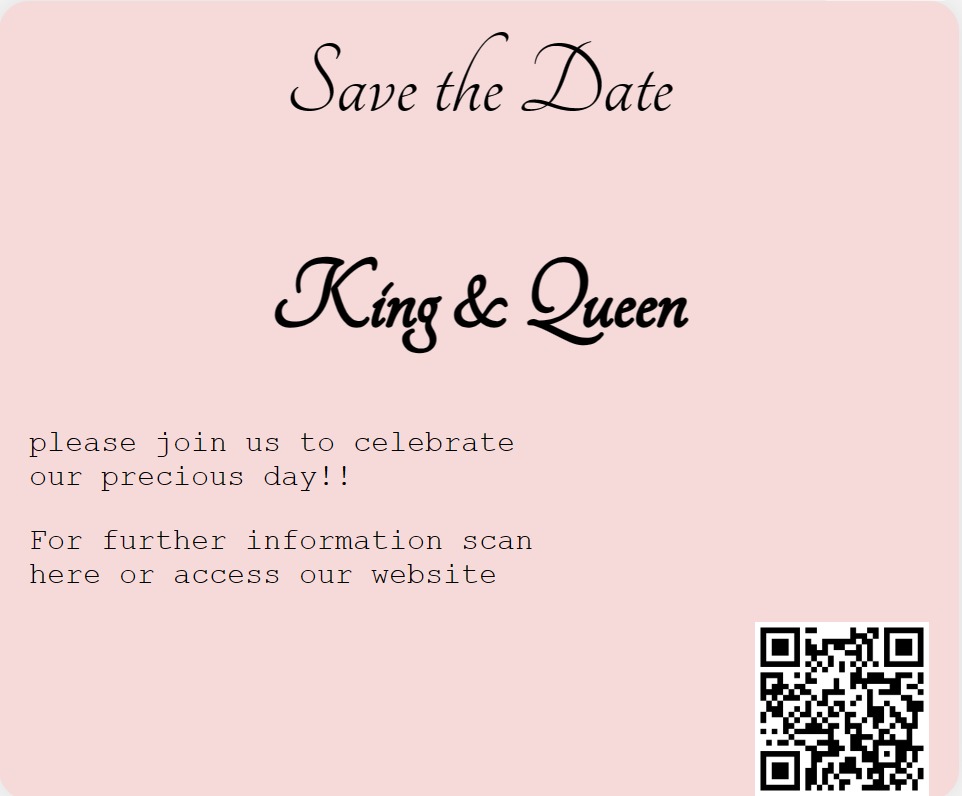 Save the Date
King & Queen
please join us to celebrate
our precious day!!
For further information scan
here or access our website